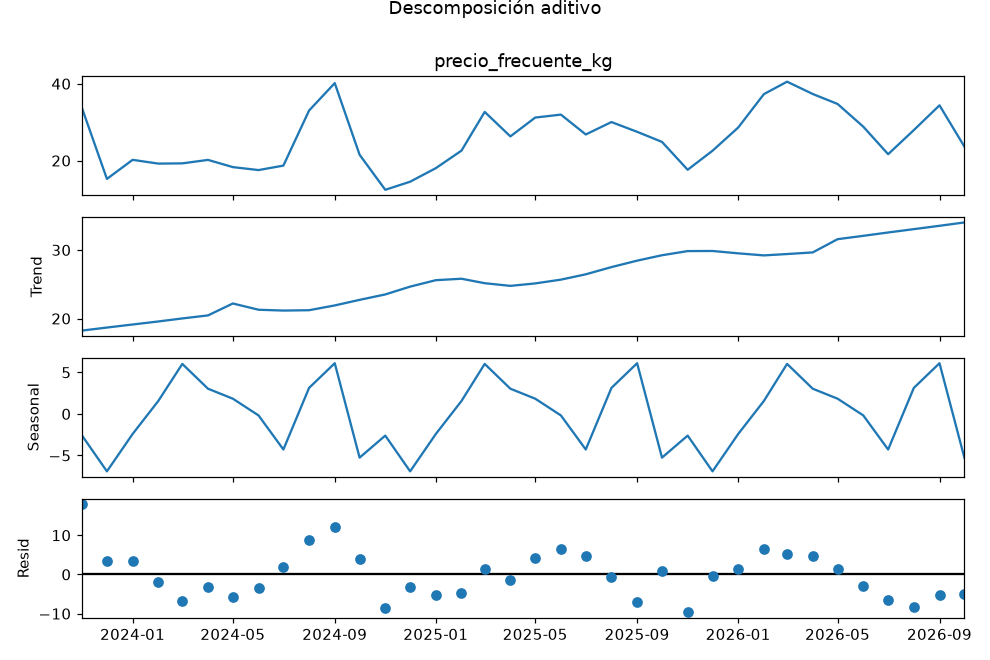 Descomposición aditivo
precio_frecuente_kg
40
20
Trend
30
20
Seasonal
5
0
−5
Resid
10
0
−10
2024-01 2024-05 2024-09 2025-01 2025-05 2025-09 2026-01 2026-05 2026-09